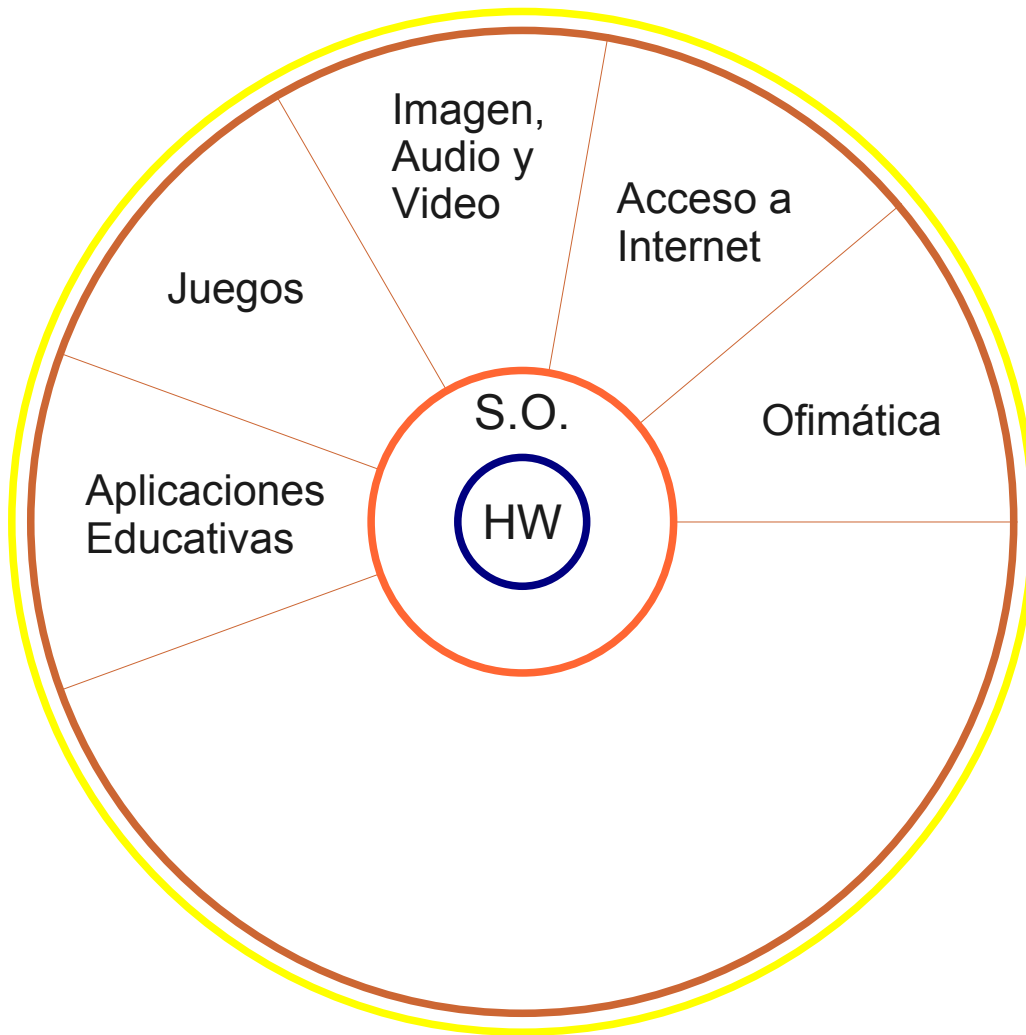 Imagen,
Audio y
Video
Acceso a
Internet
Juegos
S.O.
Ofimática
Aplicaciones
Educativas
HW